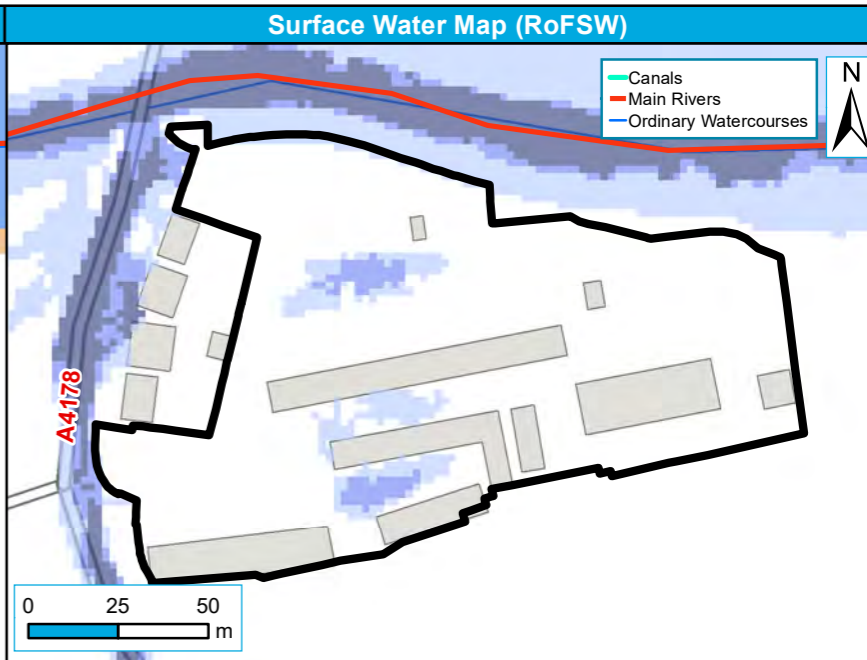 Surface Water Map (RoFSW)
Canals
Main Rivers
Ordinary Watercourses
N
A4178
0 25 50
m